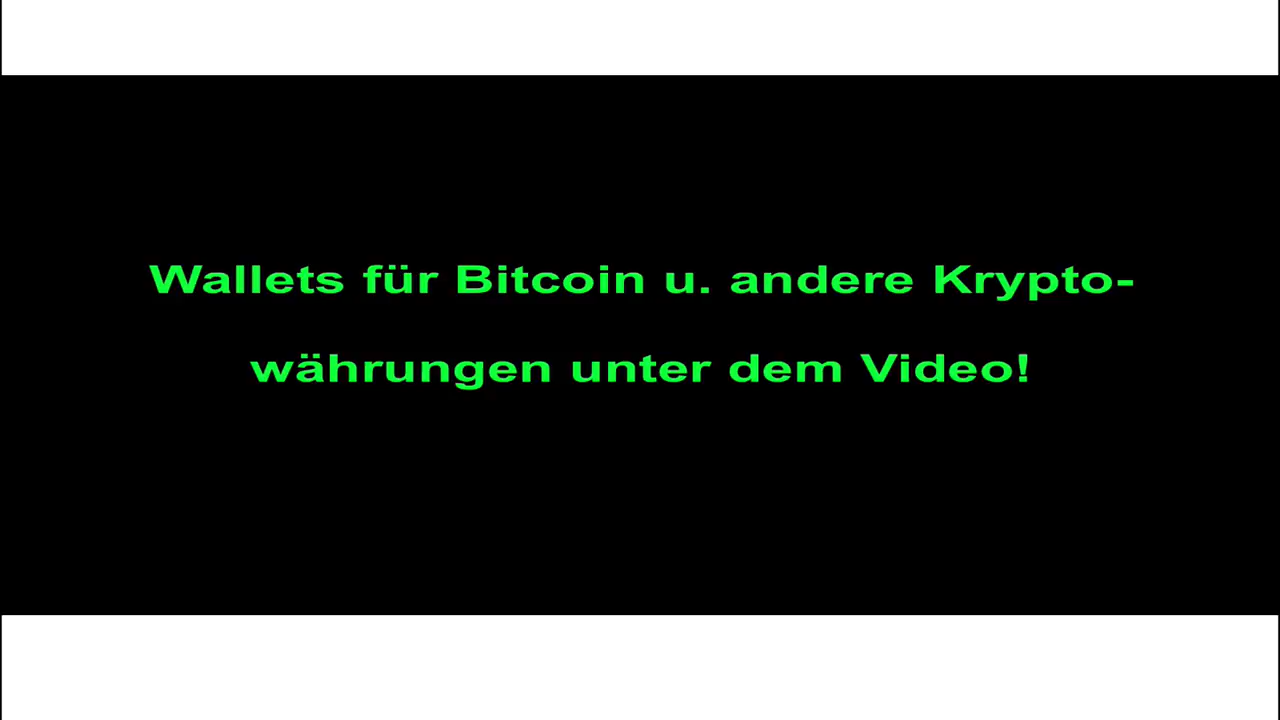 Wallets für Bitcoin u. andere Krypto-
währungen unter dem Video!